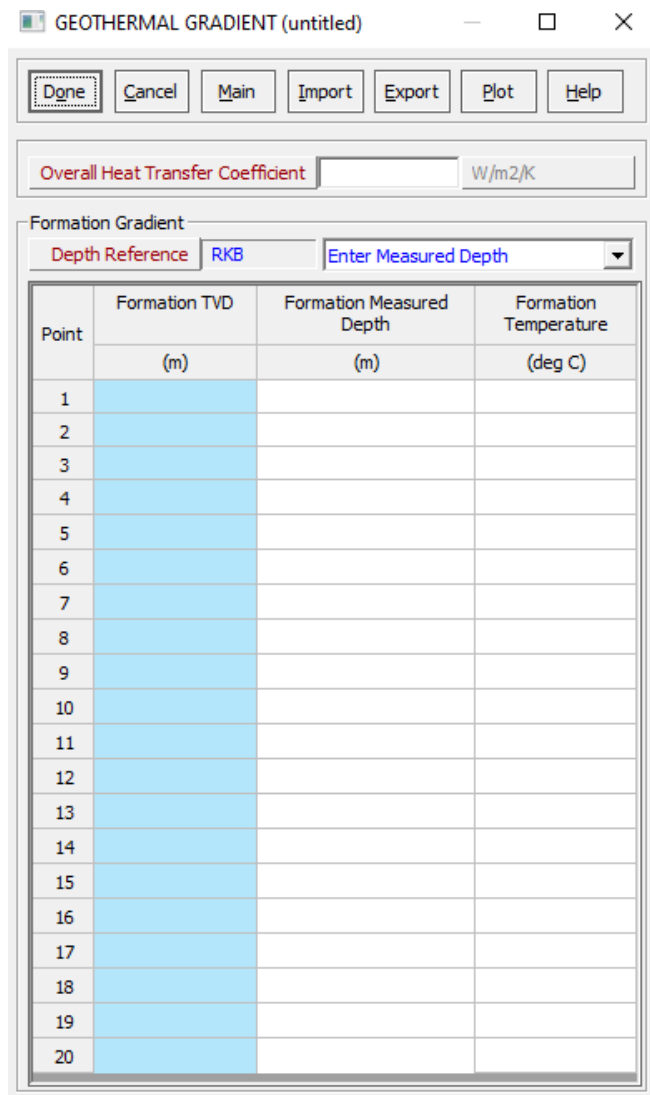 GEOTHERMAL GRADIENT (untitled)
Done Cancel Main Import Export Plot Help
Overall Heat Transfer Coefficient W/m2/K
Formation Gradient
Depth Reference RKB Enter Measured Depth
Point Formation TVD Formation Measured Depth Formation Temperature
(m) (m) (deg C)
1
2
3
4
5
6
7
8
9
10
11
12
13
14
15
16
17
18
19
20